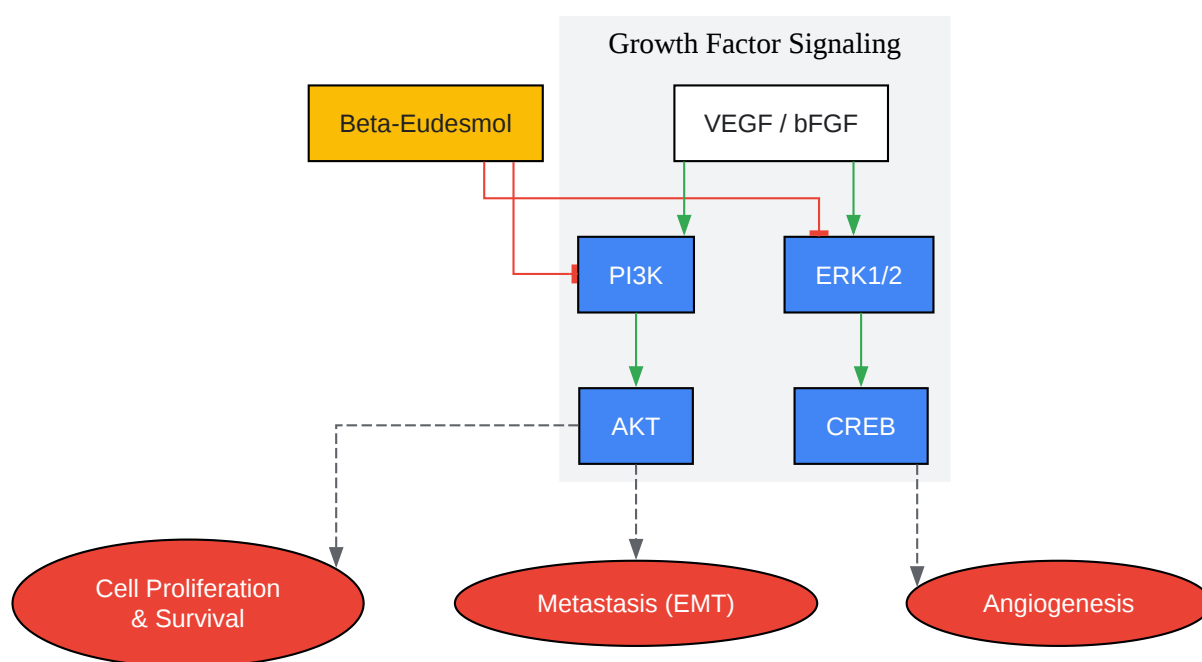 Growth Factor Signaling
Beta-Eudesmol
VEGF / bFGF
PI3K
ERK1/2
AKT
CREB
Cell Proliferation
& Survival
Metastasis (EMT)
Angiogenesis